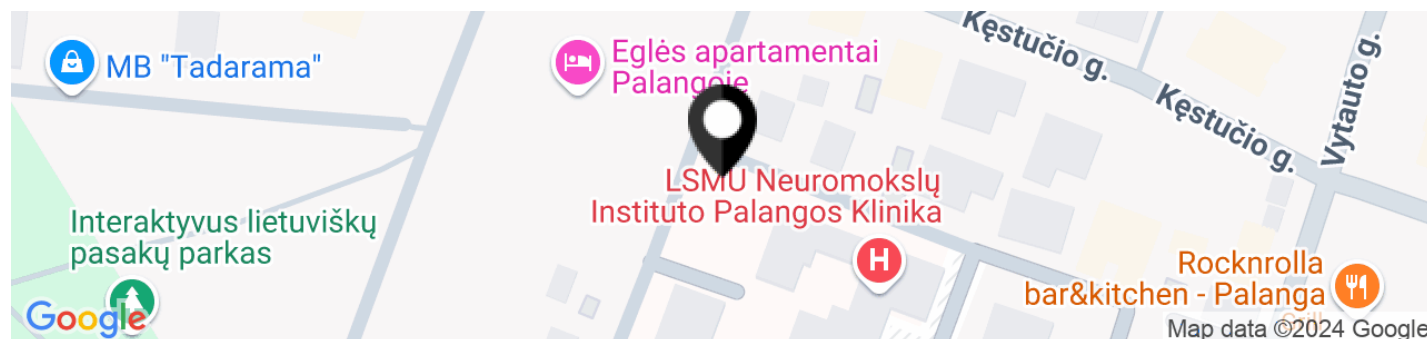 Kęstučio g.
Eglės apartamentai
Palangoje
MB "Tadarama"
Vytauto g.
Kęstučio g.
LSMU Neuromokslų
Instituto Palangos Klinika
Interaktyvus lietuviškų
pasakų parkas
H
Rocknrolla
bar&kitchen - Palanga
Grill
Google
Map data ©2024 Google